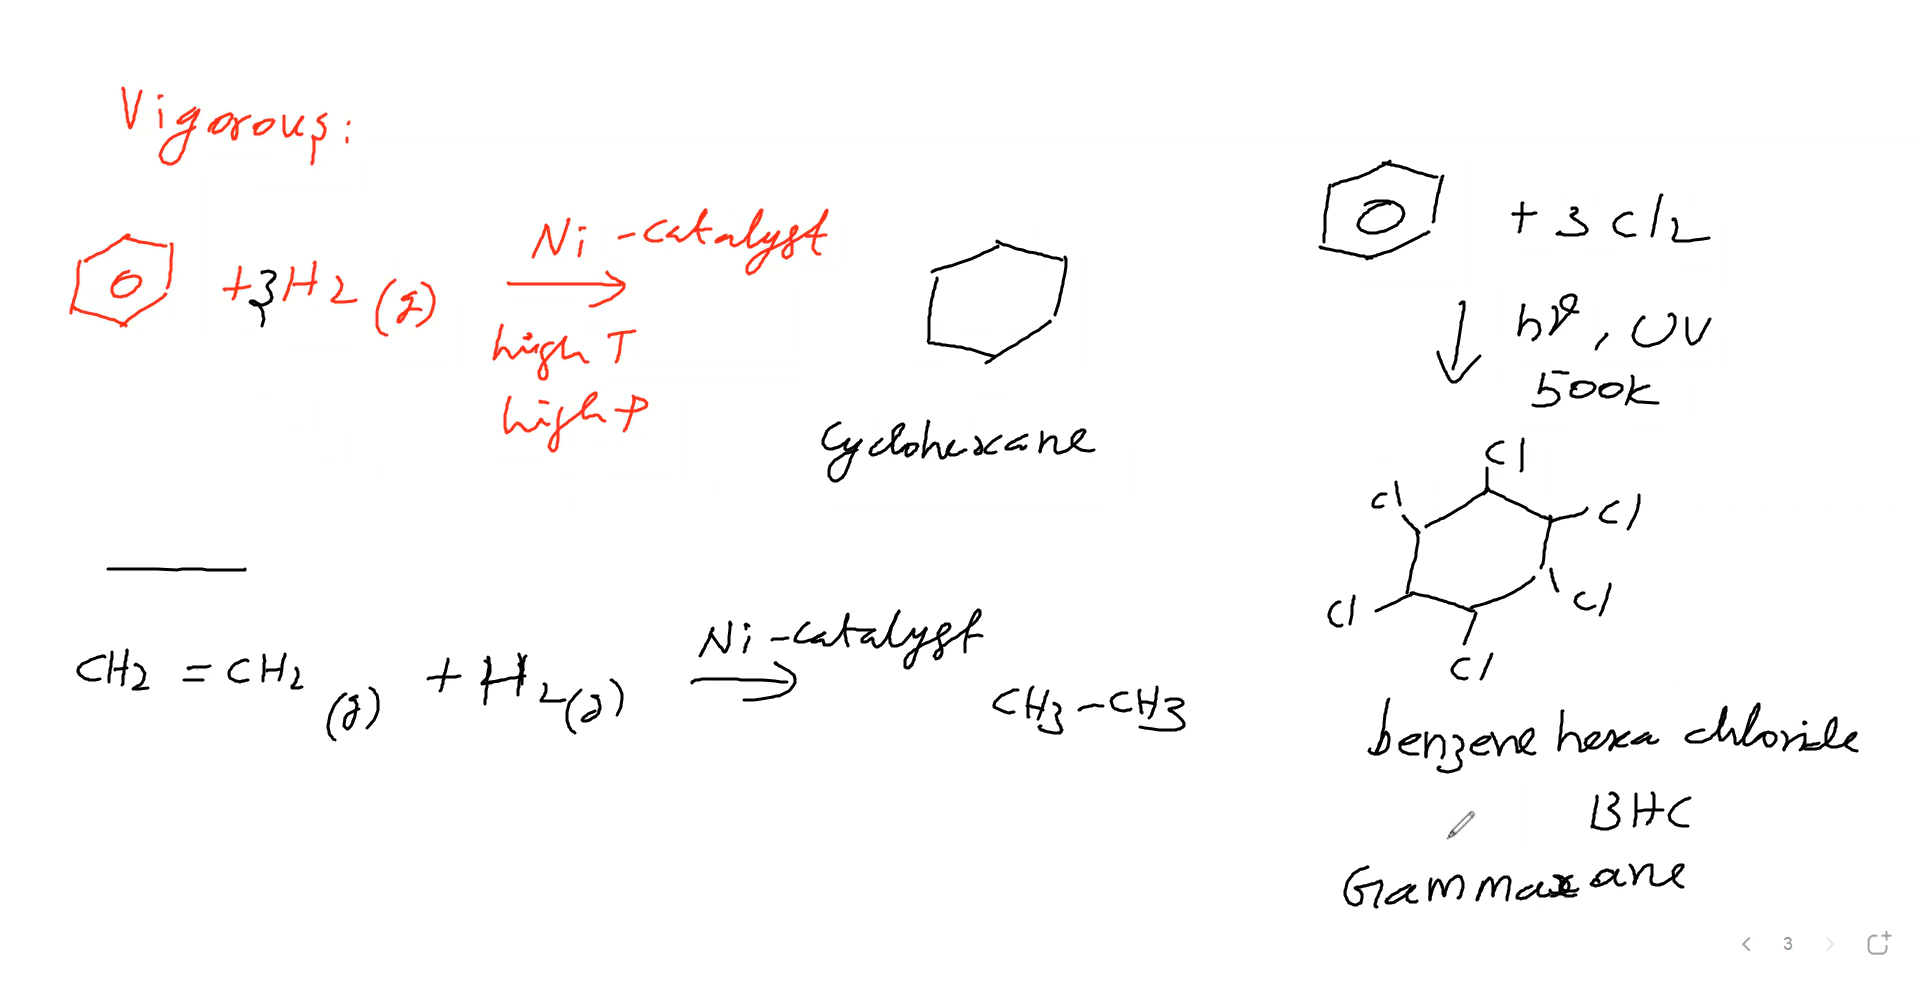 Vigorous:
+3H2 (g)
Ni-catalyst
high T
high P
Cyclohexane
CH2=CH2 (g) + H2(g)
Ni-catalyst
CH3-CH3
+3Cl2
hν, UV
500K
Cl
Cl
Cl
Cl
Cl
Cl
benzene hexa chloride
BHC
Gammaxane
3